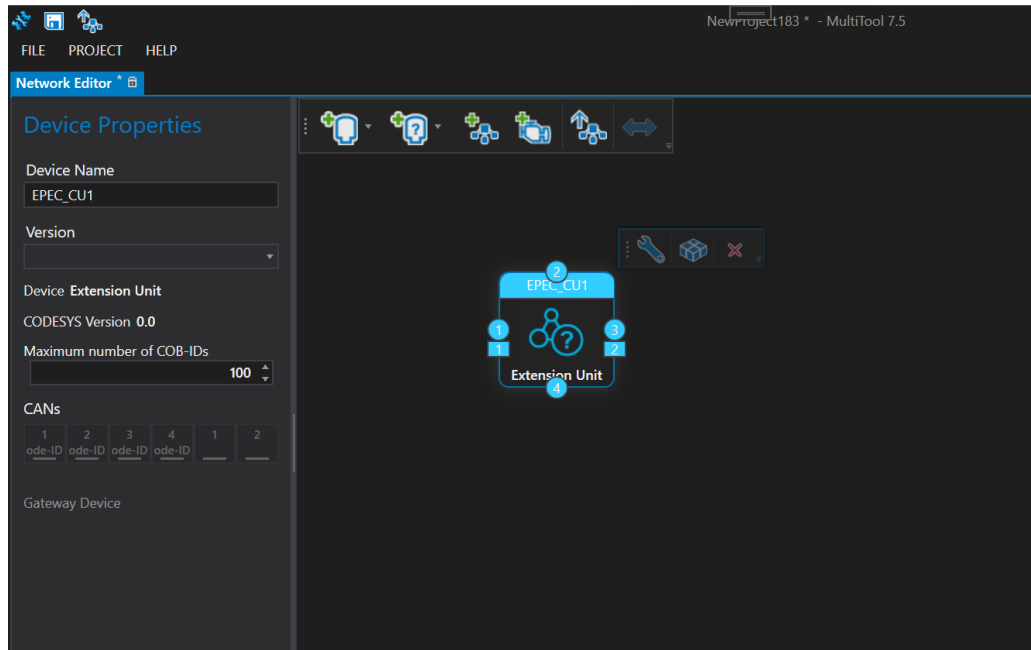 NewProject183 * - MultiTool 7.5
FILE PROJECT HELP
Network Editor *
Device Properties
Device Name
EPEC_CU1
Version
Device Extension Unit
CODESYS Version 0.0
Maximum number of COB-IDs
100
CANs
1 2 3 4 1 2
ode-ID ode-ID ode-ID ode-ID
Gateway Device
?
2
EPEC_CU1
1 3
?
1 2
Extension Unit
4